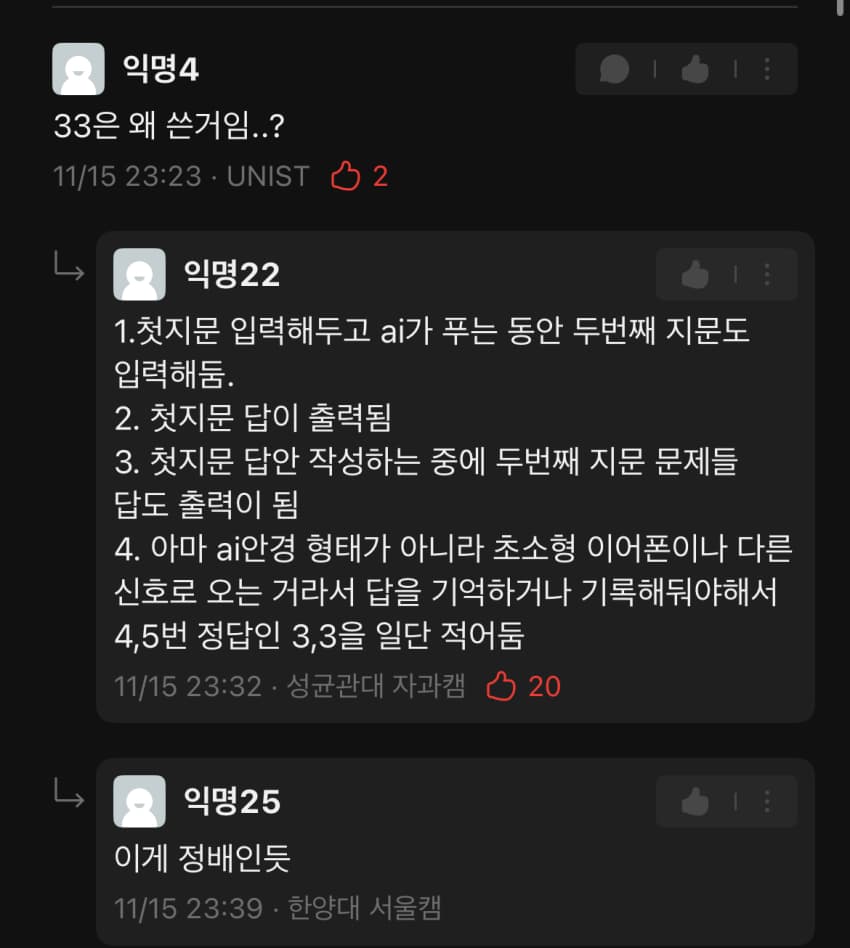 익명4
33은 왜 쓴거임..?
11/15 23:23 · UNIST 2
익명22
1.첫지문 입력해두고 ai가 푸는 동안 두번째 지문도
입력해둠.
2. 첫지문 답이 출력됨
3. 첫지문 답안 작성하는 중에 두번째 지문 문제들
답도 출력이 됨
4. 아마 ai안경 형태가 아니라 초소형 이어폰이나 다른
신호로 오는 거라서 답을 기억하거나 기록해둬야해서
4,5번 정답인 3,3을 일단 적어둠
11/15 23:32 · 성균관대 자과캠 20
익명25
이게 정배인듯
11/15 23:39 · 한양대 서울캠